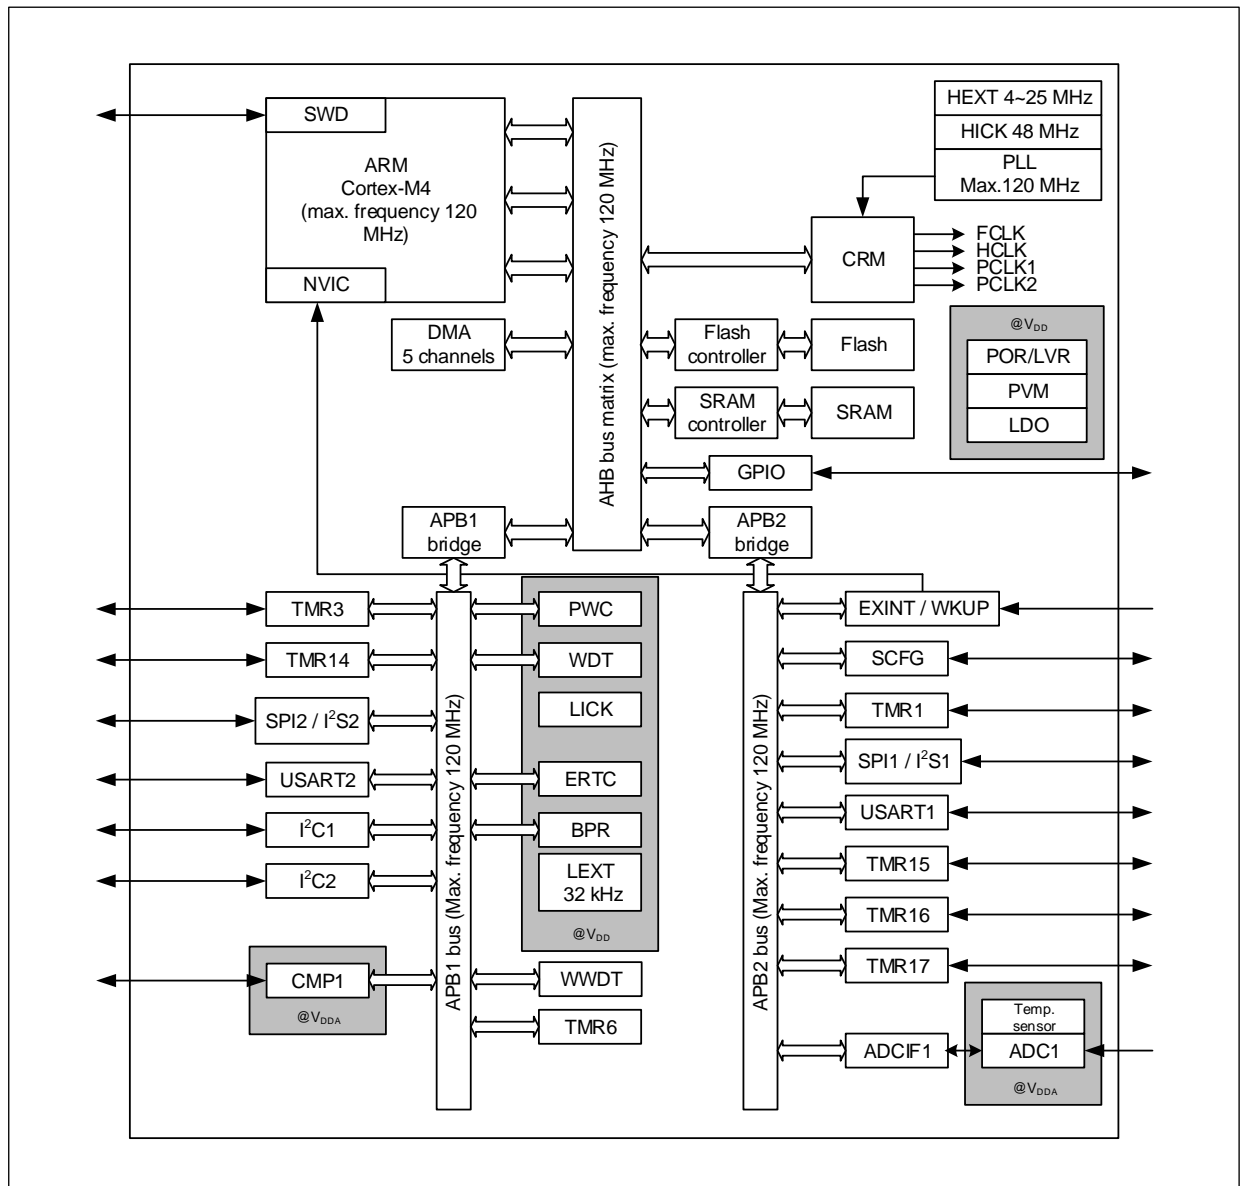 SWD
ARM
Cortex-M4
(max. frequency 120
MHz)
NVIC
DMA
5 channels
AHB bus matrix (max. frequency 120 MHz)
HEXT 4~25 MHz
HICK 48 MHz
PLL
Max.120 MHz
CRM
FCLK
HCLK
PCLK1
PCLK2
Flash
controller
Flash
SRAM
controller
SRAM
GPIO
@VDD
POR/LVR
PVM
LDO
APB1
bridge
APB2
bridge
TMR3
TMR14
SPI2 / I²S2
USART2
I²C1
I²C2
CMP1
@VDDA
APB1 bus (Max. frequency 120 MHz)
PWC
WDT
LICK
ERTC
BPR
LEXT
32 kHz
@VDD
WWDT
TMR6
APB2 bus (Max. frequency 120 MHz)
EXINT / WKUP
SCFG
TMR1
SPI1 / I²S1
USART1
TMR15
TMR16
TMR17
ADCIF1
Temp.
sensor
ADC1
@VDDA